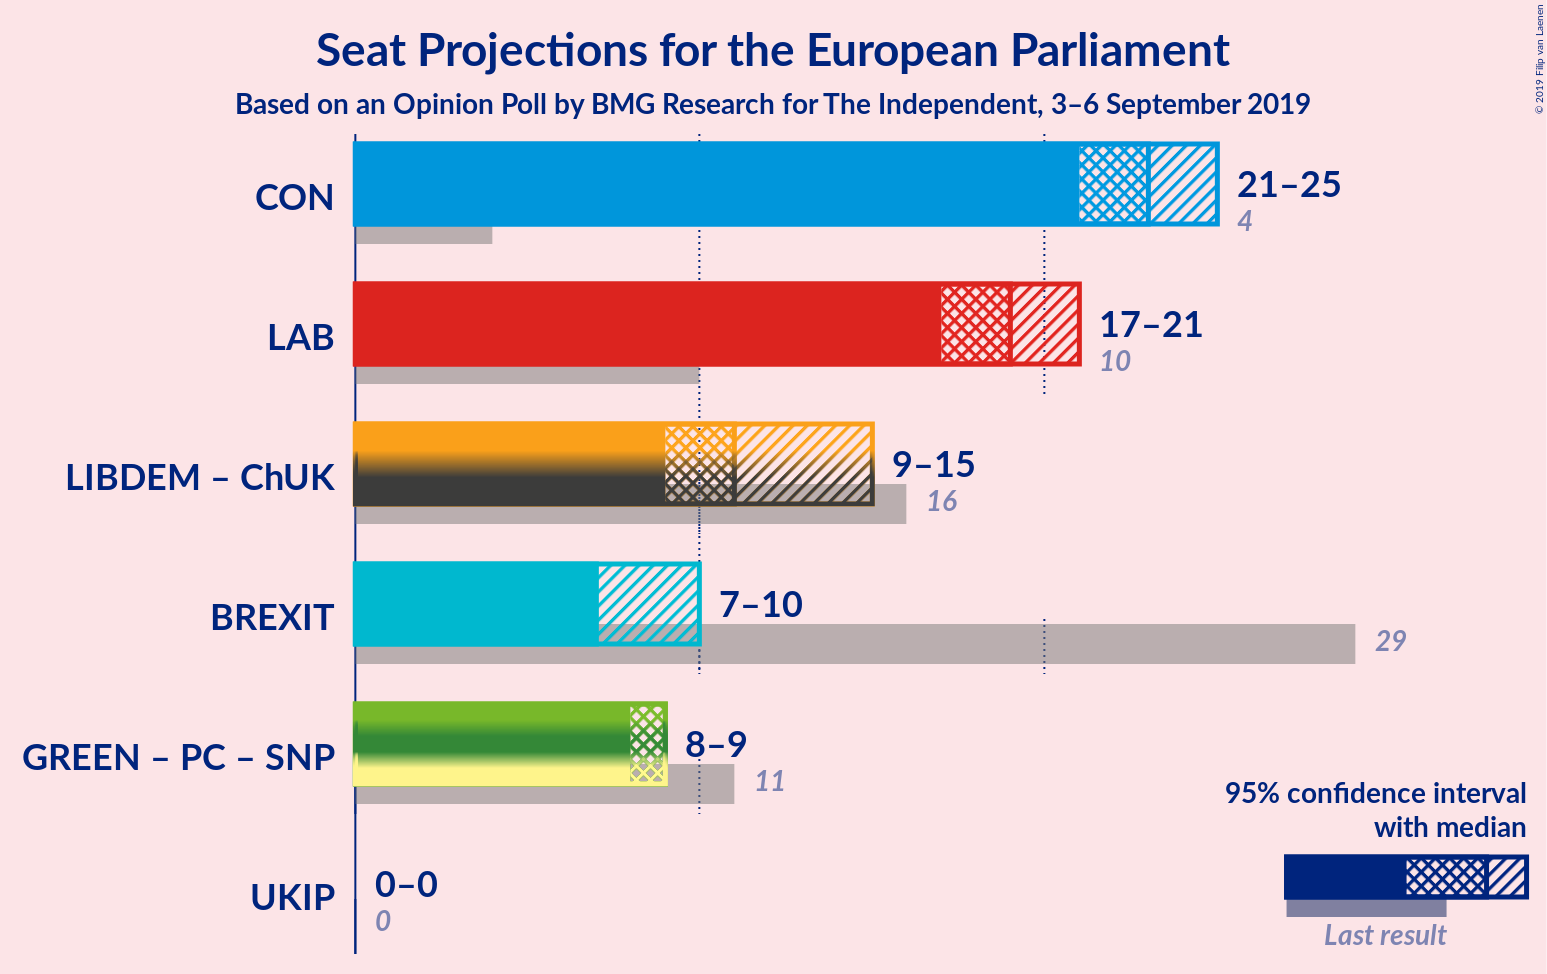 Seat Projections for the European Parliament
Based on an Opinion Poll by BMG Research for The Independent, 3–6 September 2019
© 2019 Filip van Laenen
CON
21–25
4
LAB
17–21
10
LIBDEM – ChUK
9–15
16
BREXIT
7–10
29
GREEN – PC – SNP
8–9
11
UKIP
0–0
0
95% confidence interval
with median
Last result